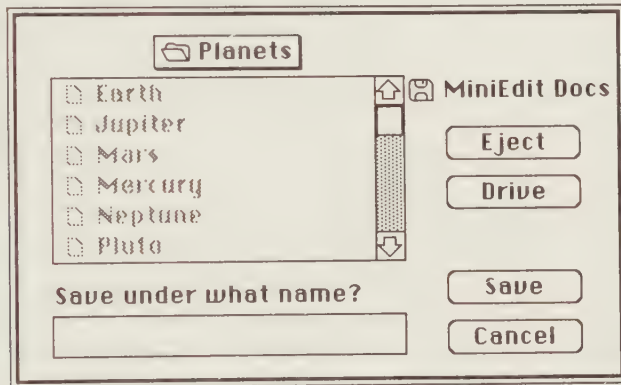 Planets
Earth
Jupiter
Mars
Mercury
Neptune
Pluto
MiniEdit Docs
Eject
Drive
Save under what name?
Save
Cancel